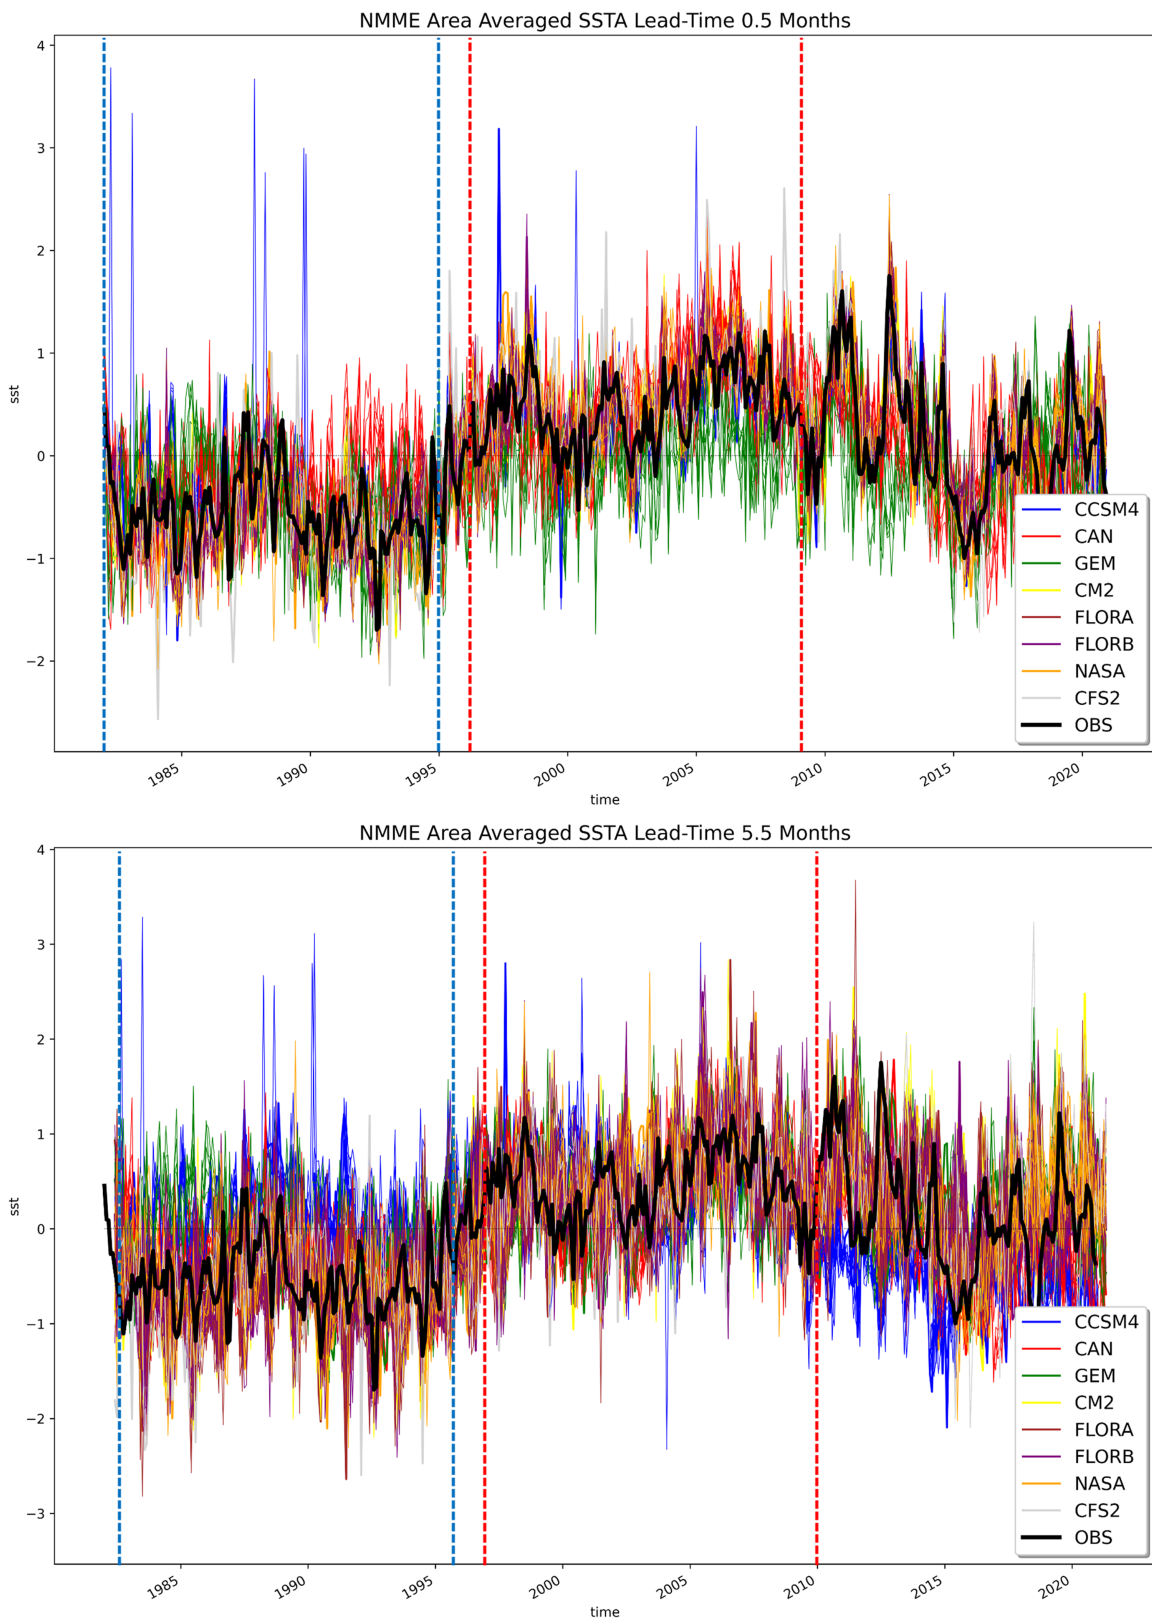 NMME Area Averaged SSTA Lead-Time 0.5 Months
4
3
2
1
0
−1
−2
sst
1985
1990
1995
2000
2005
2010
2015
2020
time
CCSM4
CAN
GEM
CM2
FLORA
FLORB
NASA
CFS2
OBS
NMME Area Averaged SSTA Lead-Time 5.5 Months
4
3
2
1
0
−1
−2
−3
sst
1985
1990
1995
2000
2005
2010
2015
2020
time
CCSM4
CAN
GEM
CM2
FLORA
FLORB
NASA
CFS2
OBS